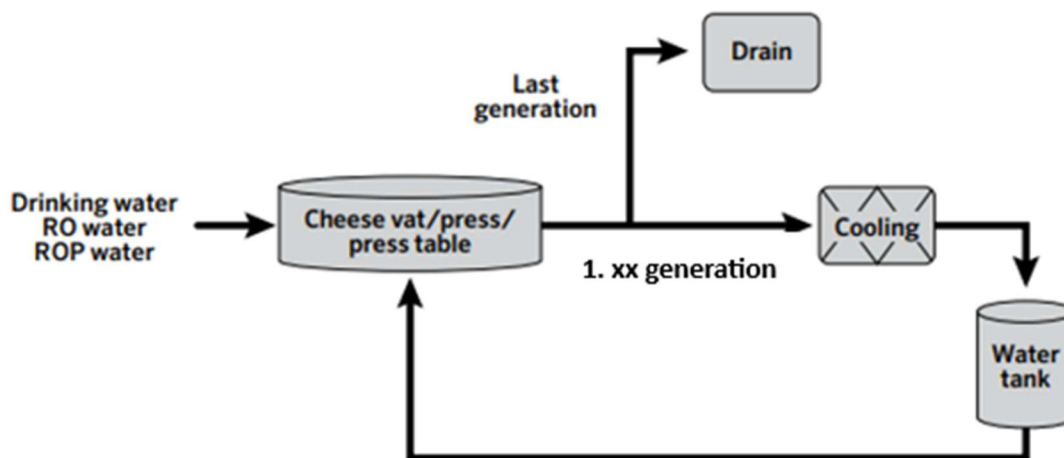 Drain
Last
generation
Drinking water
RO water
ROP water
Cheese vat/press/
press table
Cooling
1. xx generation
Water
tank